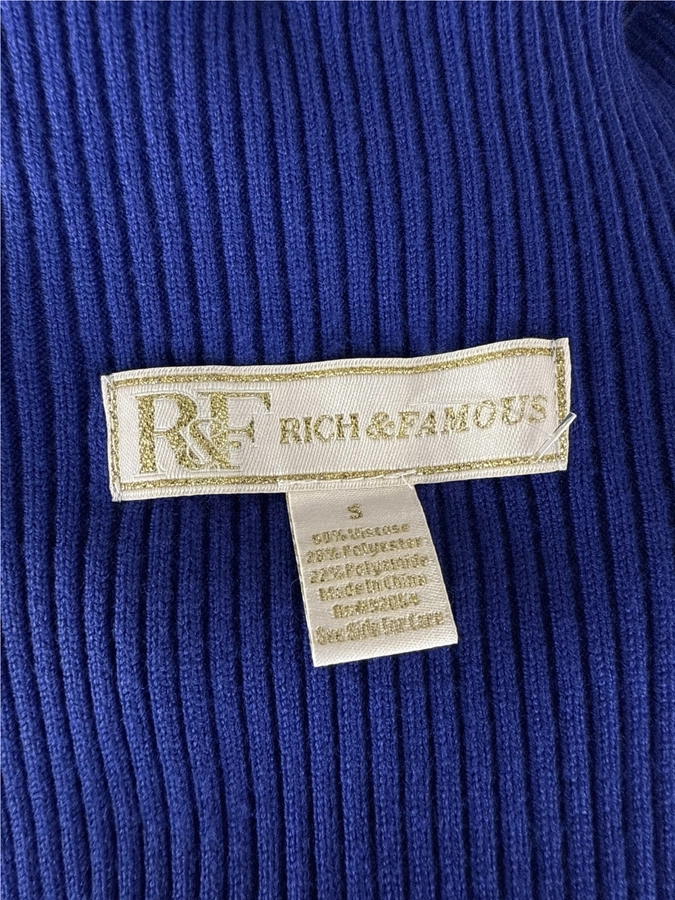 R&F RICH & FAMOUS
S
50% Viscose
28% Polyester
22% Polyamide
Made in China
See Side for Care